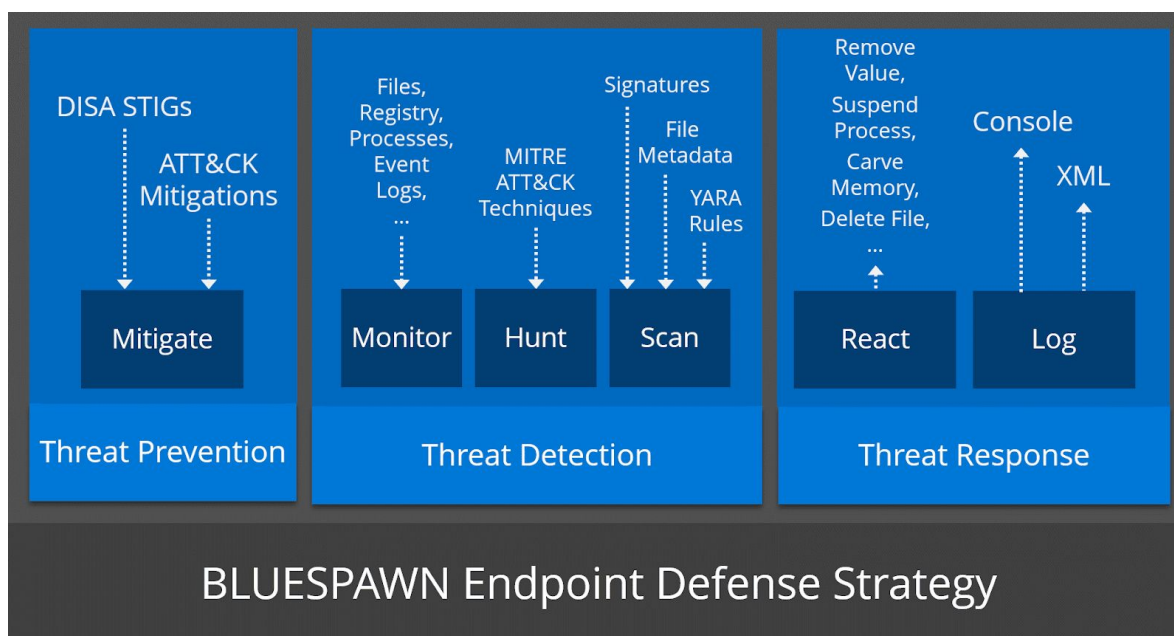 DISA STIGs
ATT&CK
Mitigations
Mitigate
Threat Prevention
Files,
Registry,
Processes,
Event
Logs,
...
MITRE
ATT&CK
Techniques
Signatures
File
Metadata
YARA
Rules
Monitor
Hunt
Scan
Threat Detection
Remove
Value,
Suspend
Process,
Carve
Memory,
Delete File,
...
Console
XML
React
Log
Threat Response
BLUESPAWN Endpoint Defense Strategy